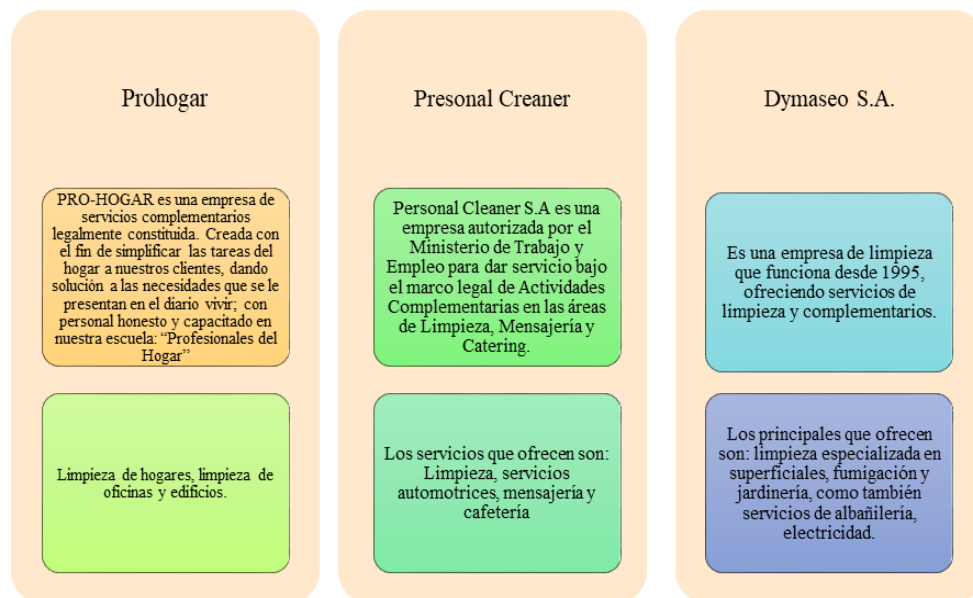 Prohogar
PRO-HOGAR es una empresa de
servicios complementarios
legalmente constituida. Creada con
el fin de simplificar las tareas del
hogar a nuestros clientes, dando
solución a las necesidades que se le
presentan en el diario vivir; con
personal honesto y capacitado en
nuestra escuela: “Profesionales del
Hogar”
Limpieza de hogares, limpieza de
oficinas y edificios.
Presonal Creaner
Personal Cleaner S.A es una
empresa autorizada por el
Ministerio de Trabajo y
Empleo para dar servicio bajo
el marco legal de Actividades
Complementarias en las áreas
de Limpieza, Mensajería y
Catering.
Los servicios que ofrecen son:
Limpieza, servicios
automotrices, mensajería y
cafetería
Dymaseo S.A.
Es una empresa de limpieza
que funciona desde 1995,
ofreciendo servicios de
limpieza y complementarios.
Los principales que ofrecen
son: limpieza especializada en
superficiales, fumigación y
jardinería, como también
servicios de albañilería,
electricidad.